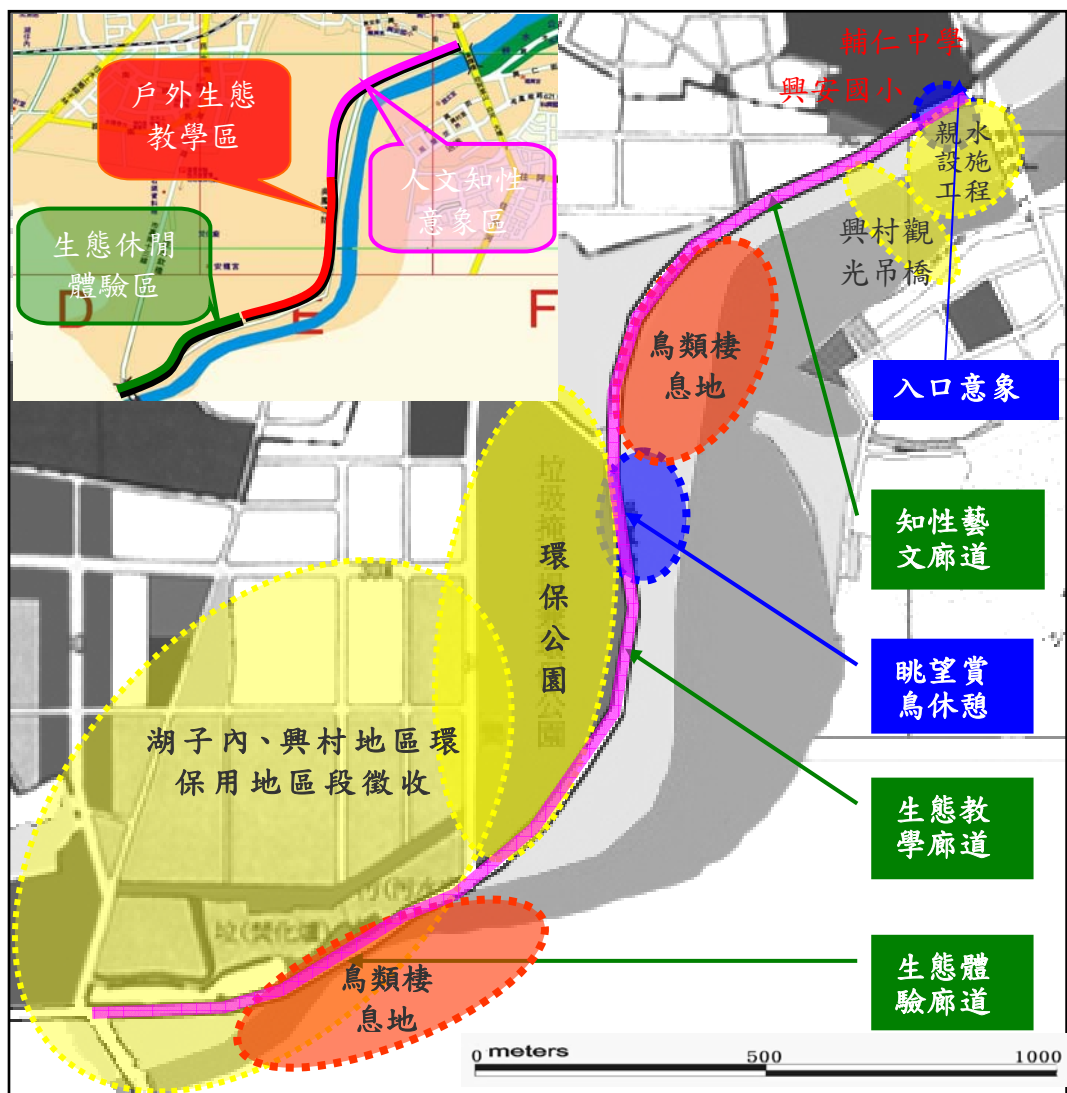 戶外生態
教學區
人文知性
意象區
生態休閒
體驗區
D
E
F
輔仁中學
興安國小
親水
設施
工程
興村觀
光吊橋
鳥類棲
息地
入口意象
知性藝
文廊道
環保公園
眺望賞
鳥休憩
湖子內、興村地區環
保用地區段徵收
生態教
學廊道
垃(焚化爐)
鳥類棲
息地
生態體
驗廊道
0 meters
500
1000